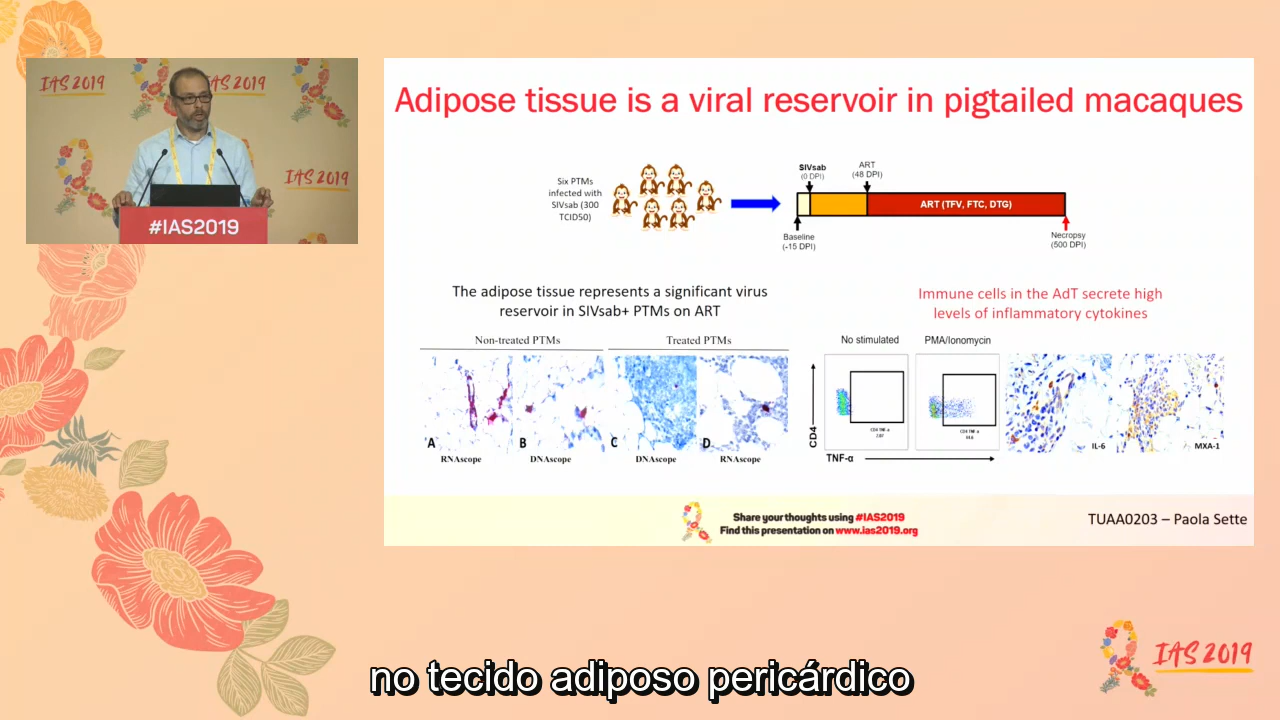 IAS 2019
IAS 2019
IAS 2019
#IAS2019
Adipose tissue is a viral reservoir in pigtailed macaques
Six PTMs
infected with
SIVsab (300
TCID50)
SIVsab
(0 DPI)
ART
(48 DPI)
ART (TFV, FTC, DTG)
Baseline
(-15 DPI)
Necropsy
(500 DPI)
The adipose tissue represents a significant virus
reservoir in SIVsab+ PTMs on ART
Non-treated PTMs
Treated PTMs
A
B
C
D
RNAscope
DNAscope
DNAscope
RNAscope
Immune cells in the AdT secrete high
levels of inflammatory cytokines
No stimulated
PMA/Ionomycin
CD4
TNF-α
IL-6
MXA-1
Share your thoughts using #IAS2019
Find this presentation on www.ias2019.org
TUAA0203 – Paola Sette
IAS 2019
no tecido adiposo pericárdico